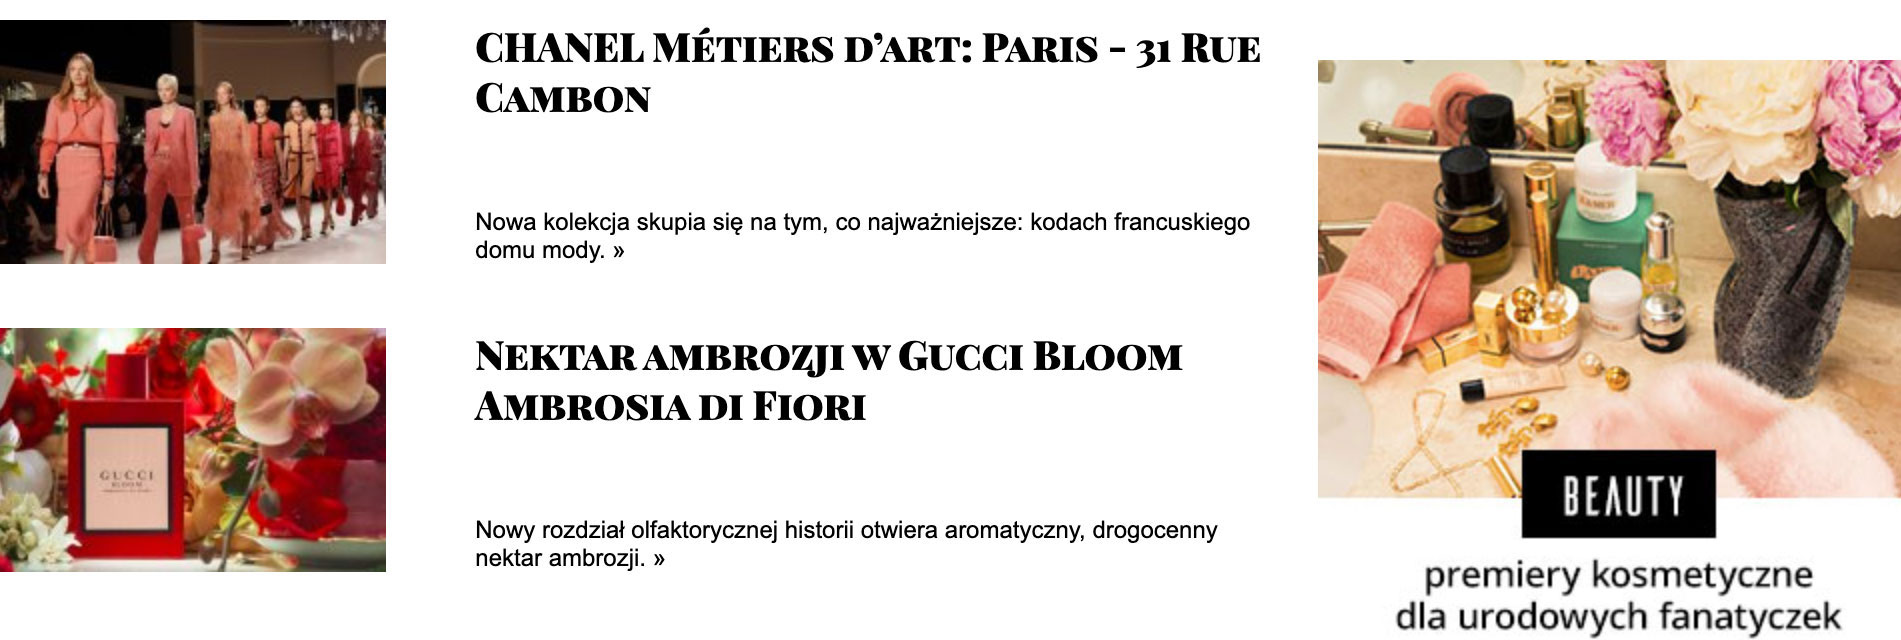 CHANEL Métiers d’art: Paris - 31 Rue
Cambon
Nowa kolekcja skupia się na tym, co najważniejsze: kodach francuskiego
domu mody. »
Nektar ambrozji w Gucci Bloom
Ambrosia di Fiori
Nowy rozdział olfaktorycznej historii otwiera aromatyczny, drogocenny
nektar ambrozji. »
GUCCI
BLOOM
BEAUTY
premiery kosmetyczne
dla urodowych fanatyczek